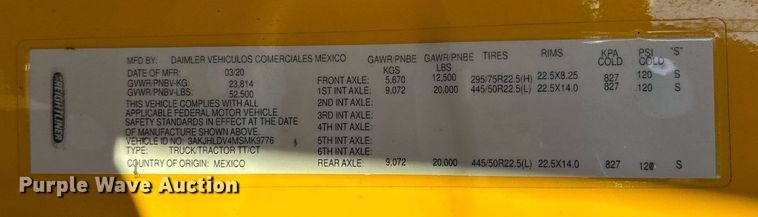 FREIGHTLINER
MFD BY: DAIMLER VEHICULOS COMERCIALES MEXICO GAWR/PNBE GAWR/PNBE TIRES RIMS KPA PSI "S"
KGS LBS COLD COLD
DATE OF MFR: 03/20 FRONT AXLE: 5,670 12,500 295/75R22.5(H) 22.5X8.25 827 120 S
GVWR/PNBV-KG: 23,814 1ST INT AXLE: 9,072 20,000 445/50R22.5(L) 22.5X14.0 827 120 S
GVWR/PNBV-LBS: 52,500 2ND INT AXLE:
THIS VEHICLE COMPLIES WITH ALL
APPLICABLE FEDERAL MOTOR VEHICLE 3RD INT AXLE:
SAFETY STANDARDS IN EFFECT AT THE DATE 4TH INT AXLE:
OF MANUFACTURE SHOWN ABOVE.
VEHICLE ID NO.: 3AKJHLDV4MSMK9776 5TH INT AXLE:
TYPE: TRUCK/TRACTOR TT/CT 6TH INT AXLE:
COUNTRY OF ORIGIN: MEXICO REAR AXLE: 9,072 20,000 445/50R22.5(L) 22.5X14.0 827 120 S
Purple Wave Auction